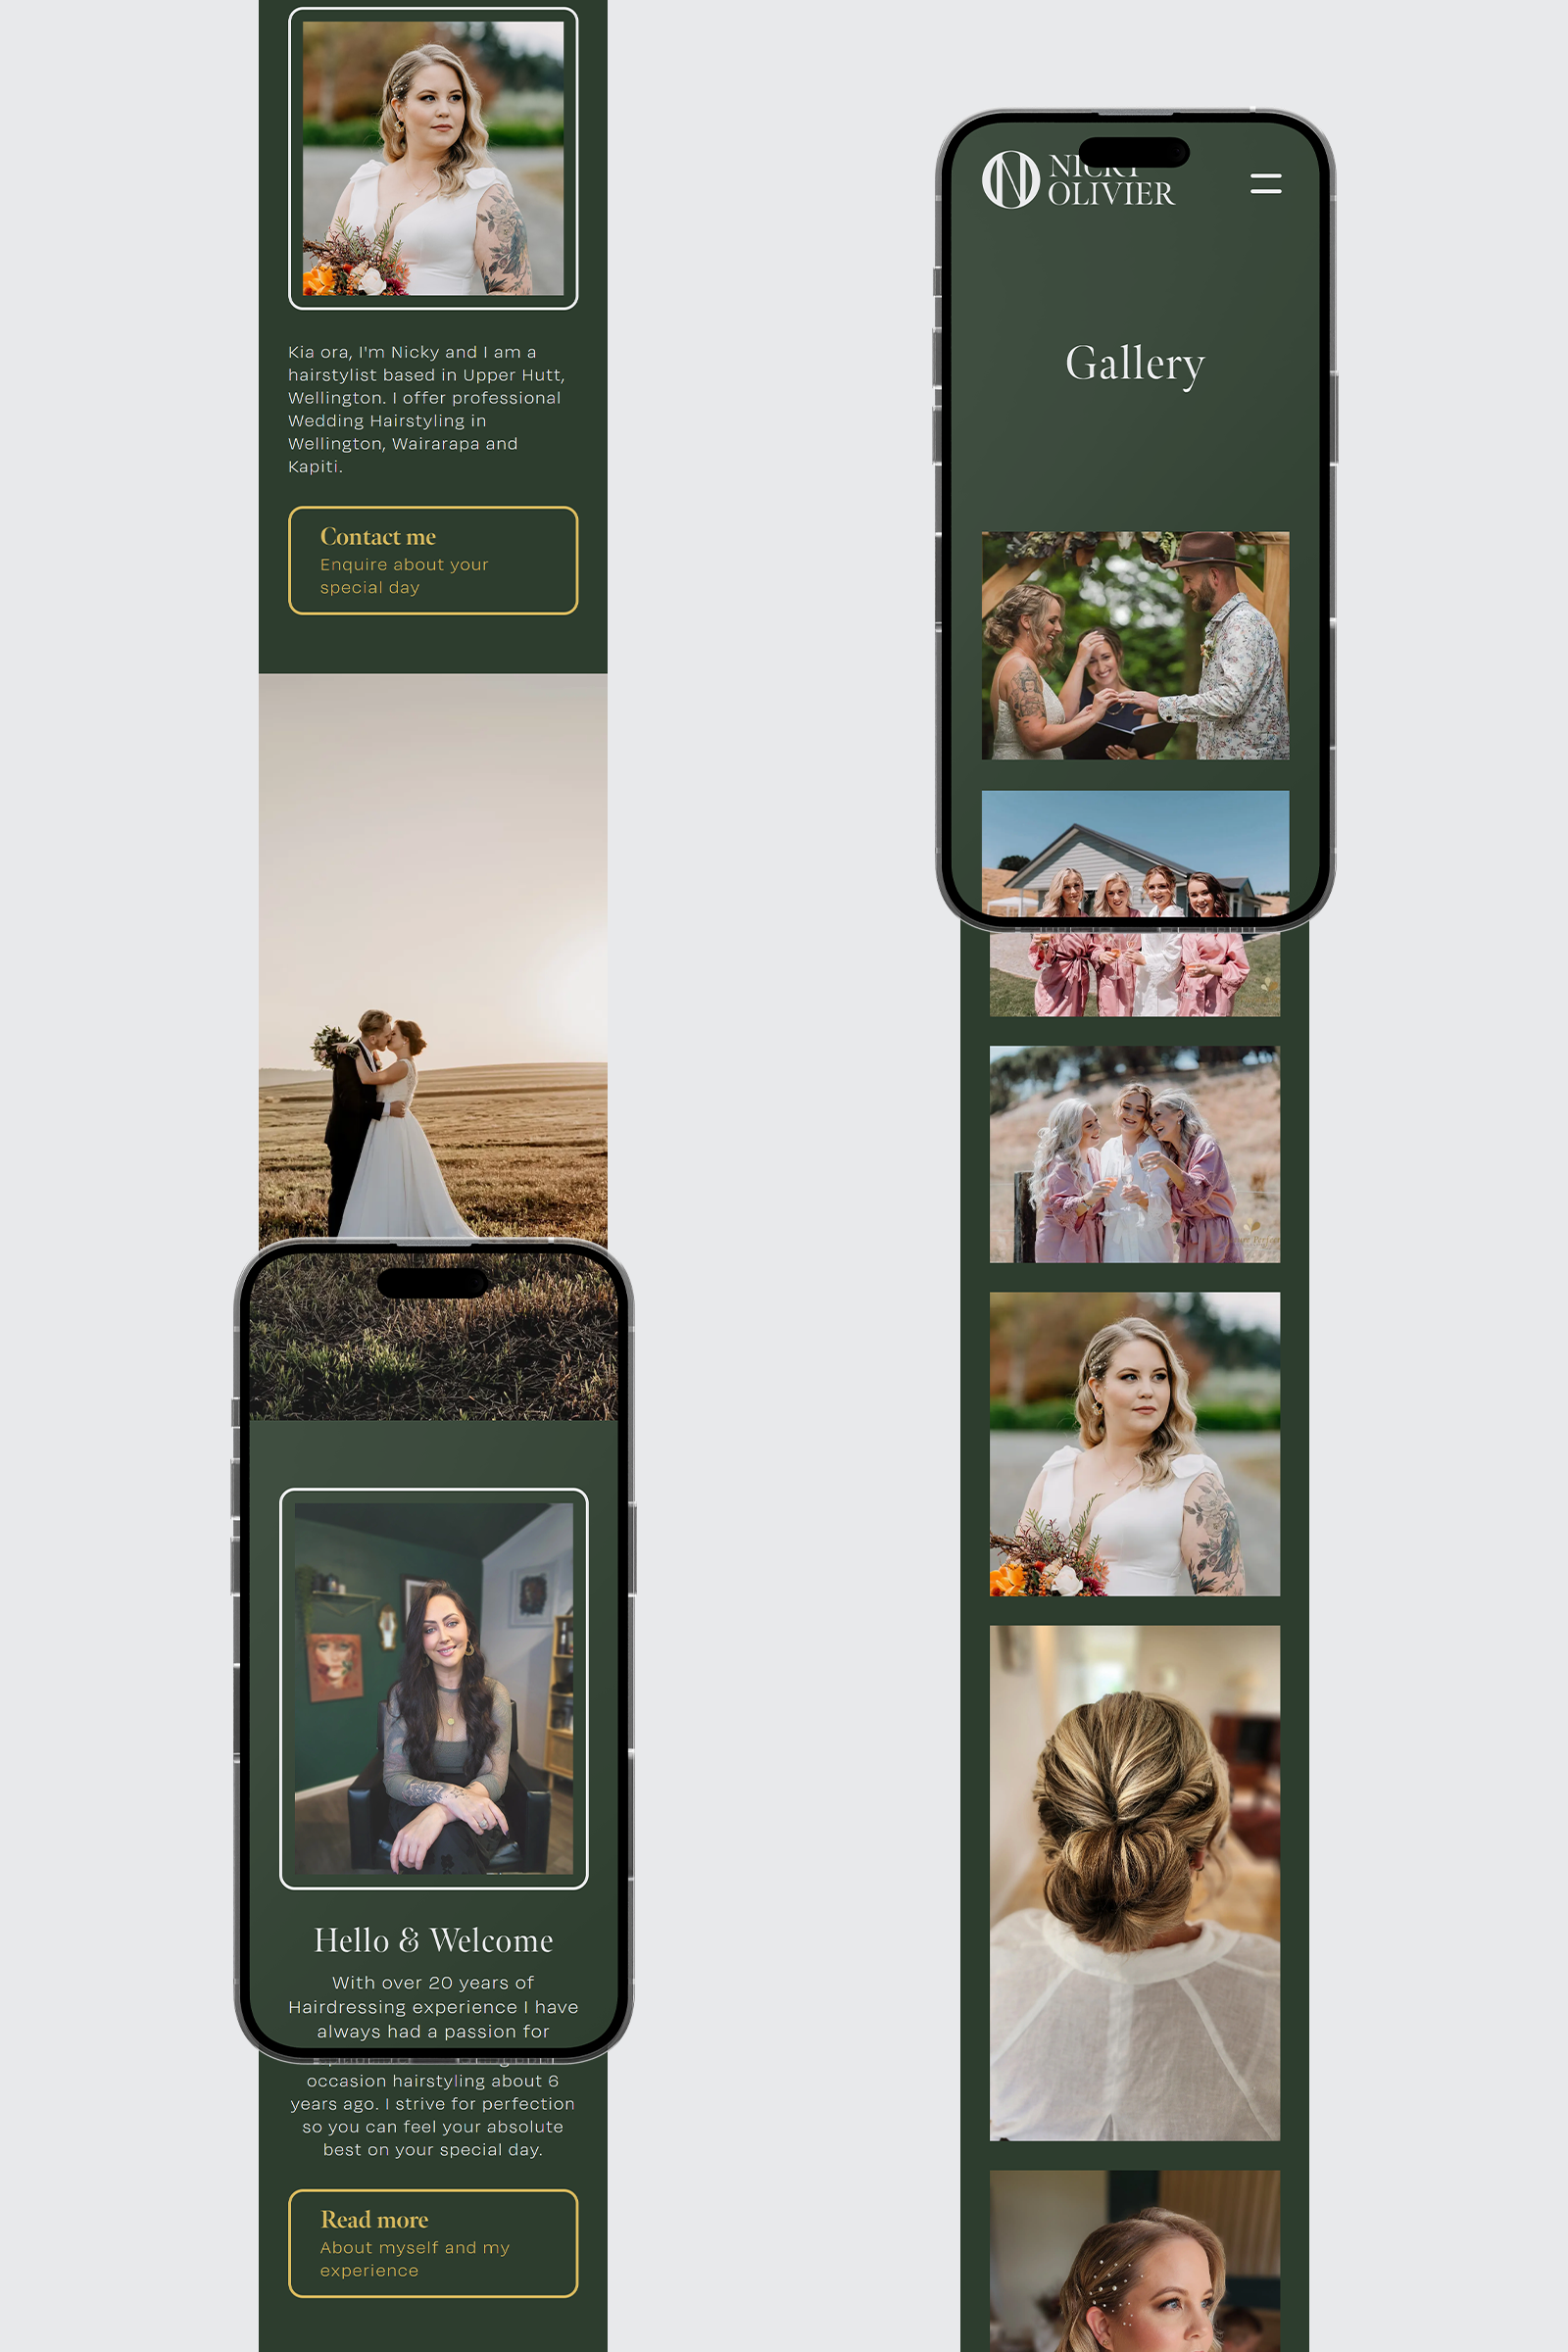 Kia ora, I'm Nicky and I am a
hairstylist based in Upper Hutt,
Wellington. I offer professional
Wedding Hairstyling in
Wellington, Wairarapa and
Kapiti.
Contact me
Enquire about your
special day
Hello & Welcome
With over 20 years of
Hairdressing experience I have
always had a passion for
occasion hairstyling about 6
years ago. I strive for perfection
so you can feel your absolute
best on your special day.
Read more
About myself and my
experience
NICKY
OLIVIER
Gallery